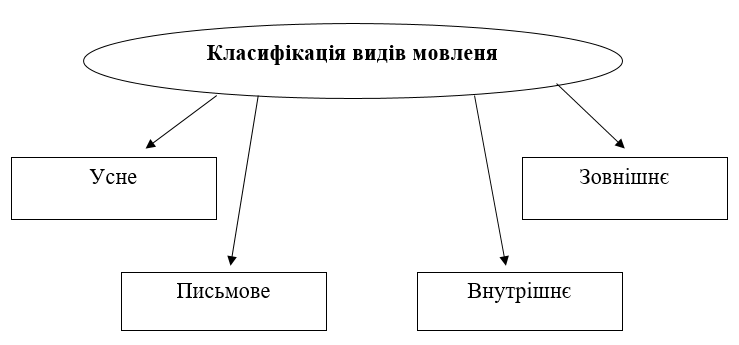 Класифікація видів мовленя
Усне
Зовнішнє
Письмове
Внутрішнє